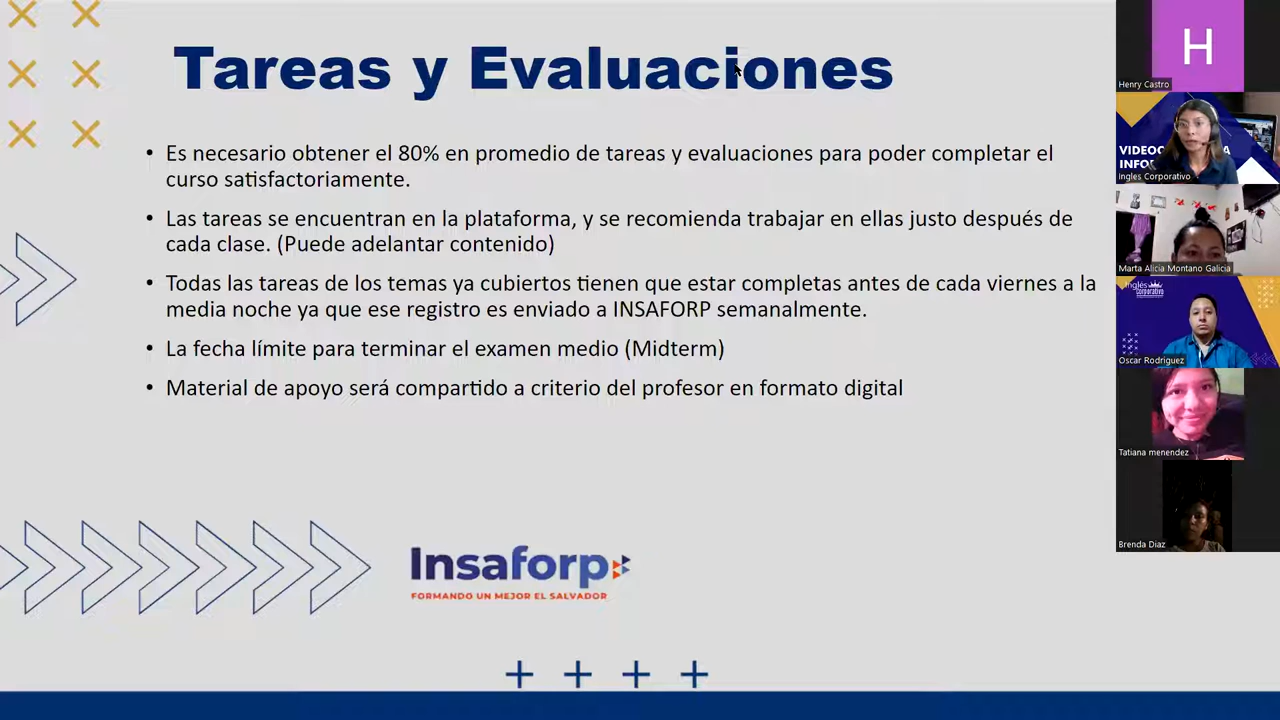 Tareas y Evaluaciones
• Es necesario obtener el 80% en promedio de tareas y evaluaciones para poder completar el
curso satisfactoriamente.
• Las tareas se encuentran en la plataforma, y se recomienda trabajar en ellas justo después de
cada clase. (Puede adelantar contenido)
• Todas las tareas de los temas ya cubiertos tienen que estar completas antes de cada viernes a la
media noche ya que ese registro es enviado a INSAFORP semanalmente.
• La fecha límite para terminar el examen medio (Midterm)
• Material de apoyo será compartido a criterio del profesor en formato digital
Insaforp
FORMANDO UN MEJOR EL SALVADOR
H
Henry Castro
Ingles Corporativo
Marta Alicia Montano Galicia
Inglés
corporativo
Oscar Rodriguez
Tatiana menendez
Brenda Diaz